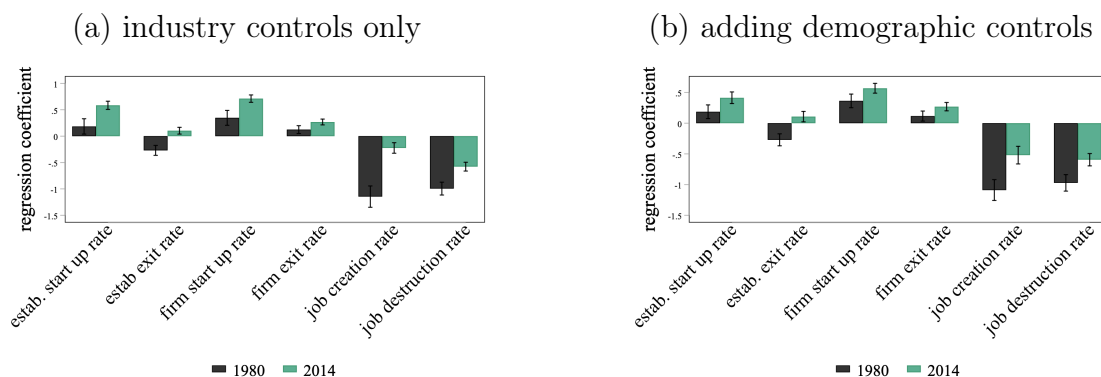 (a) industry controls only
regression coefficient
1
.5
0
-.5
-1
-1.5
estab. start up rate
estab exit rate
firm start up rate
firm exit rate
job creation rate
job destruction rate
1980 2014
(b) adding demographic controls
regression coefficient
.5
0
-.5
-1
-1.5
estab. start up rate
estab. exit rate
firm start up rate
firm exit rate
job creation rate
job destruction rate
1980 2014